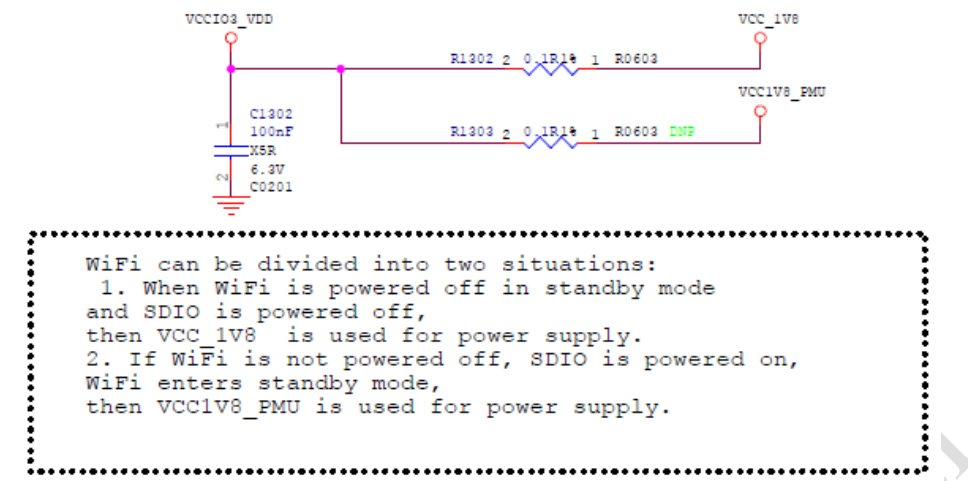 VCCIO3_VDD
VCC_1V8
R1302 2 0.1R1% 1 R0603
VCC1V8_PMU
C1302
1 100nF
R1303 2 0.1R1% 1 R0603 DNP
X5R
2 6.3V
C0201
WiFi can be divided into two situations:
1. When WiFi is powered off in standby mode
and SDIO is powered off,
then VCC_1V8 is used for power supply.
2. If WiFi is not powered off, SDIO is powered on,
WiFi enters standby mode,
then VCC1V8_PMU is used for power supply.